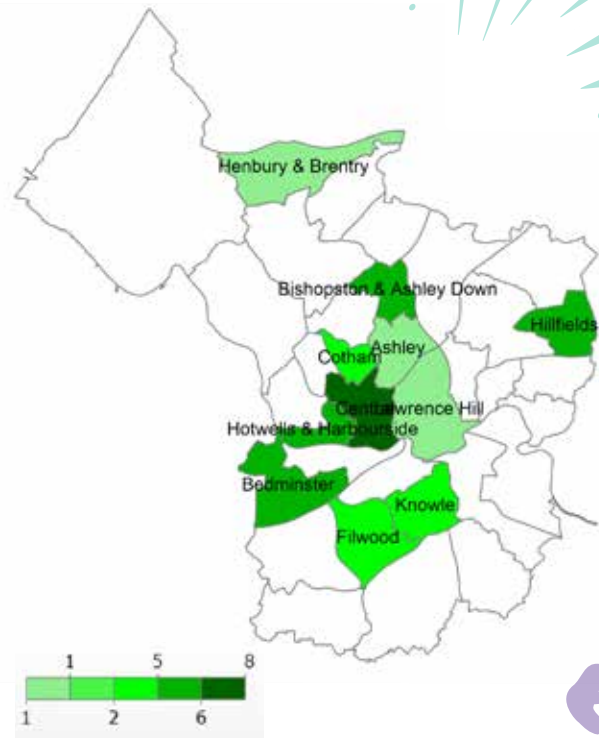 Henbury & Brentry
Bishopston & Ashley Down
Hillfields
Ashley
Cotham
Central
wrence Hill
Hotwells & Harbourside
Bedminster
Knowle
Filwood
1 5 8
1 2 6